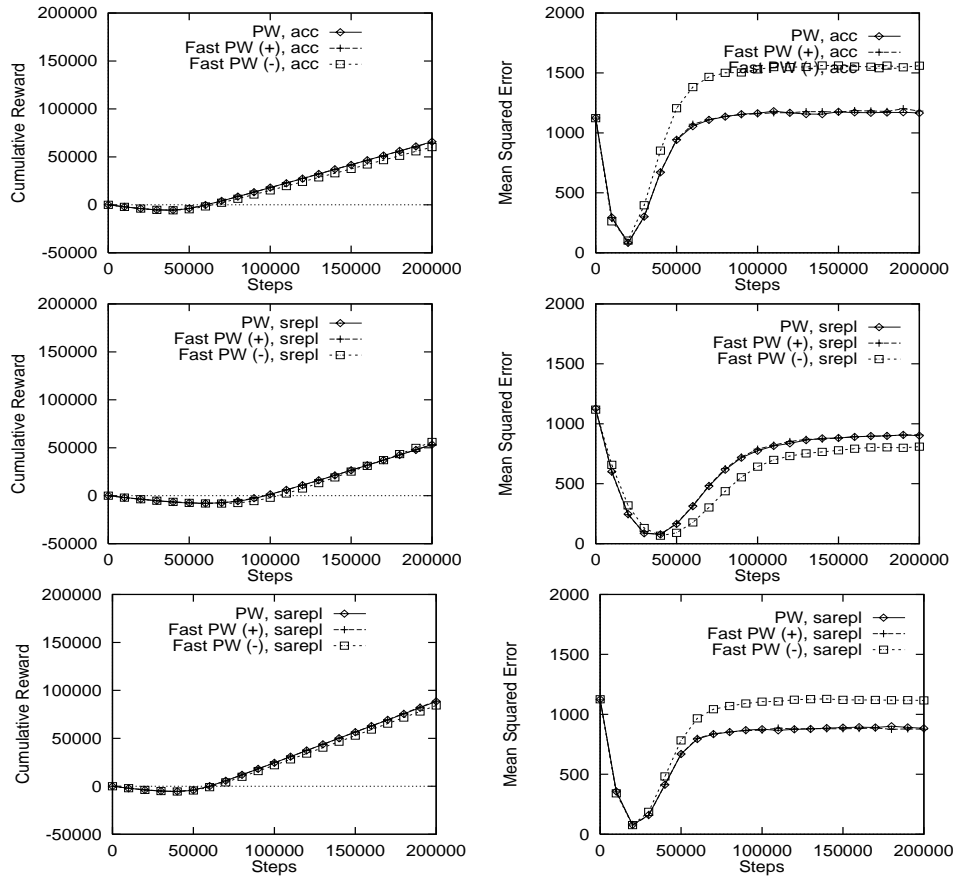 200000
150000
100000
50000
0
-50000
Cumulative Reward
PW, acc
Fast PW (+), acc
Fast PW (-), acc
0 50000 100000 150000 200000
Steps
2000
1500
1000
500
0
Mean Squared Error
PW, acc
Fast PW (+), acc
Fast PW (-), acc
0 50000 100000 150000 200000
Steps
200000
150000
100000
50000
0
-50000
Cumulative Reward
PW, srepl
Fast PW (+), srepl
Fast PW (-), srepl
0 50000 100000 150000 200000
Steps
2000
1500
1000
500
0
Mean Squared Error
PW, srepl
Fast PW (+), srepl
Fast PW (-), srepl
0 50000 100000 150000 200000
Steps
200000
150000
100000
50000
0
-50000
Cumulative Reward
PW, sarepl
Fast PW (+), sarepl
Fast PW (-), sarepl
0 50000 100000 150000 200000
Steps
2000
1500
1000
500
0
Mean Squared Error
PW, sarepl
Fast PW (+), sarepl
Fast PW (-), sarepl
0 50000 100000 150000 200000
Steps